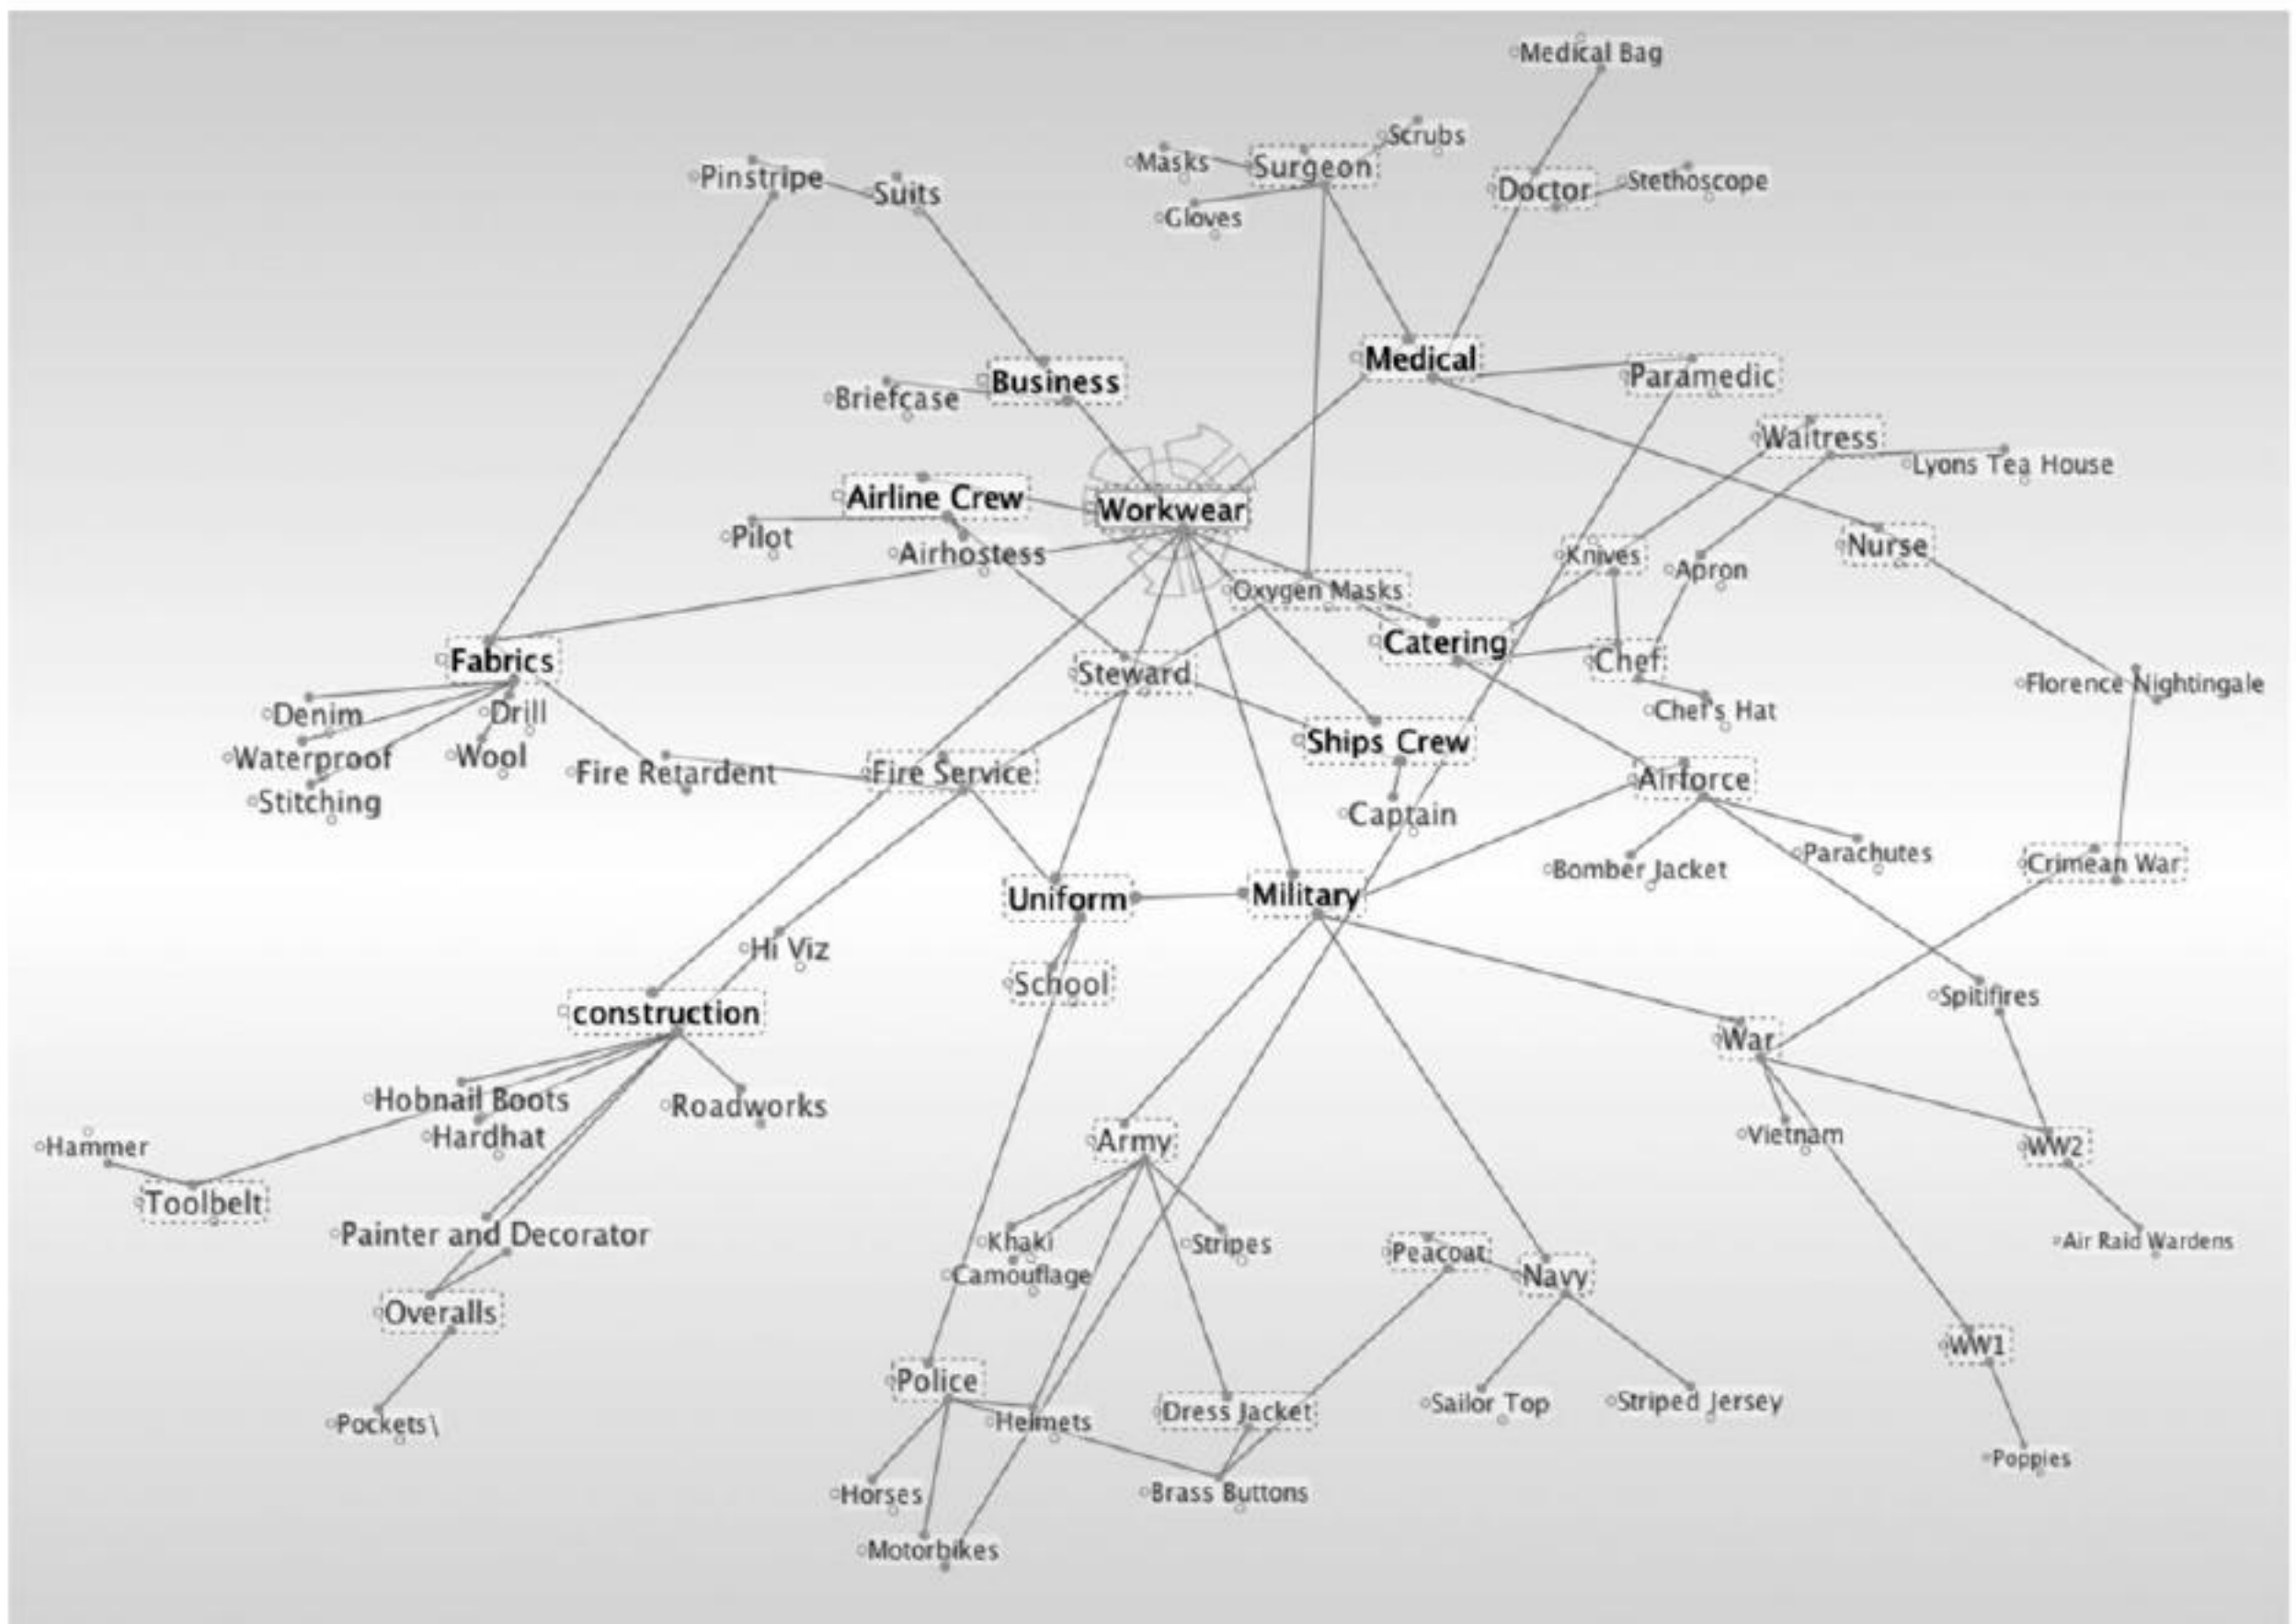 Medical Bag
Scrubs
Masks
Surgeon
Pinstripe
Suits
Doctor
Stethoscope
Gloves
Medical
Business
Paramedic
Briefcase
Waitress
Lyons Tea House
Airline Crew
Workwear
Pilot
Airhostess
Knives
Apron
Nurse
Oxygen Masks
Catering
Fabrics
Steward
Chef
Florence Nightingale
Denim
Drill
Chef's Hat
Waterproof
Wool
Fire Retardent
Fire Service
Ships Crew
Airforce
Stitching
Captain
Bomber Jacket
Parachutes
Crimean War
Uniform
Military
Hi Viz
School
Spitifires
construction
War
Hobnail Boots
Roadworks
Hammer
Hardhat
Army
Vietnam
WW2
Toolbelt
Painter and Decorator
Khaki
Stripes
Peacoat
Air Raid Wardens
Camouflage
Navy
Overalls
WW1
Police
Pockets\
Helmets
Dress Jacket
Sailor Top
Striped Jersey
Poppies
Horses
Brass Buttons
Motorbikes